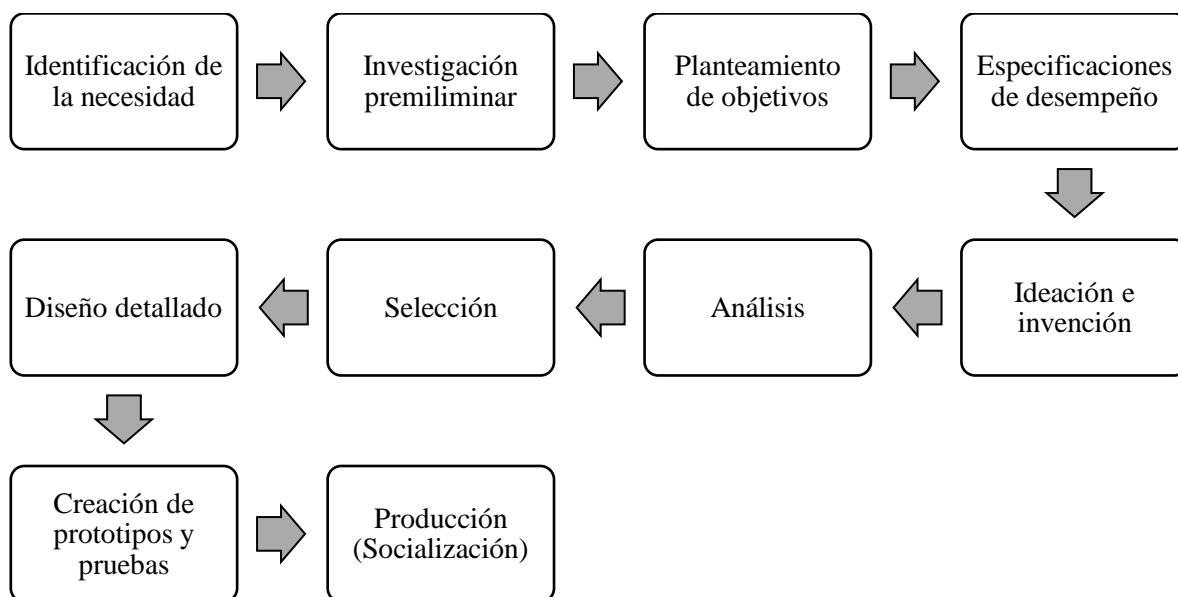 Identificación de
la necesidad
Investigación
premiliminar
Planteamiento
de objetivos
Especificaciones
de desempeño
Ideación e
invención
Análisis
Selección
Diseño detallado
Creación de
prototipos y
pruebas
Producción
(Socialización)